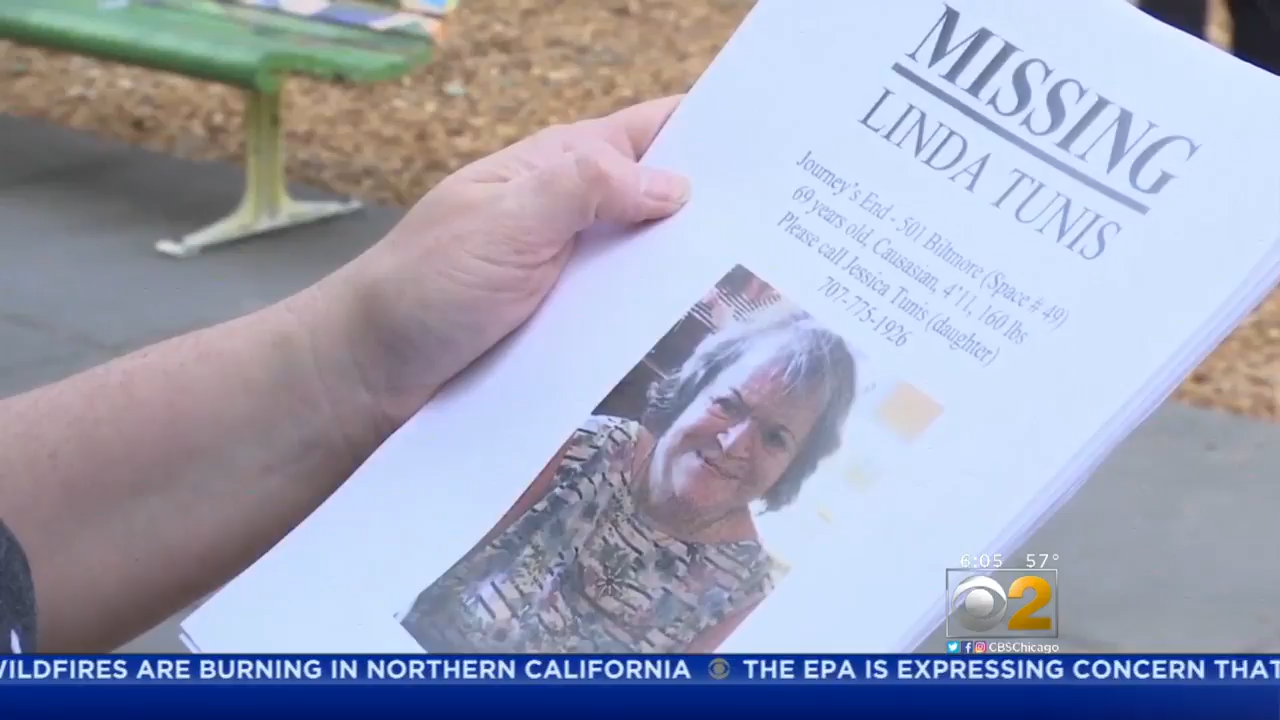 MISSING
LINDA TUNIS
Journey's End - 501 Biltmore (Space # 49)
69 years old, Causasian, 4'11, 160 lbs
Please call Jessica Tunis (daughter)
707-775-1926
6:05 57°
2
CBSChicago
WILDFIRES ARE BURNING IN NORTHERN CALIFORNIA THE EPA IS EXPRESSING CONCERN THAT